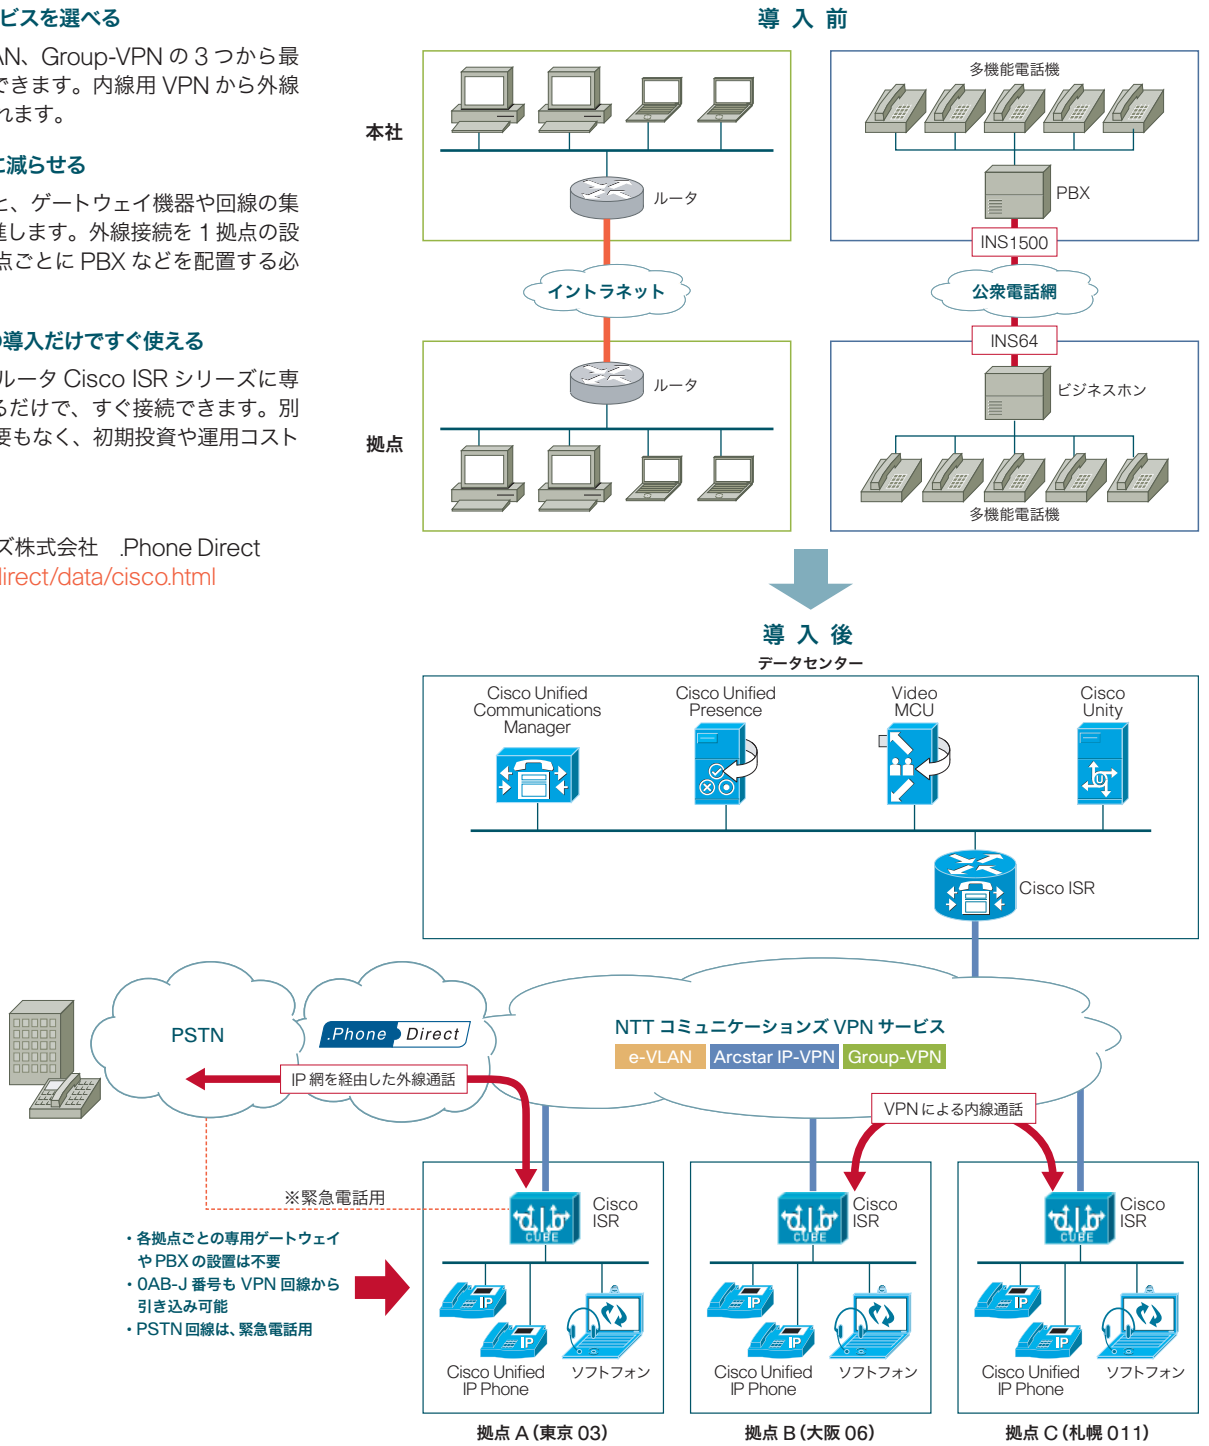 ビスを選べる
AN、Group-VPN の 3 つから最
できます。内線用 VPN から外線
れます。
に減らせる
と、ゲートウェイ機器や回線の集
進します。外線接続を 1 拠点の設
点ごとに PBX などを配置する必
の導入だけですぐ使える
ルータ Cisco ISR シリーズに専
るだけで、すぐ接続できます。別
要もなく、初期投資や運用コスト
ズ株式会社　.Phone Direct
direct/data/cisco.html
導 入 前
本社
ルータ
イントラネット
ルータ
拠点
多機能電話機
PBX
INS1500
公衆電話網
INS64
ビジネスホン
多機能電話機
導 入 後
データセンター
Cisco Unified
Communications
Manager
Cisco Unified
Presence
Video
MCU
Cisco
Unity
U
Cisco ISR
PSTN
.Phone Direct
NTT コミュニケーションズ VPN サービス
e-VLAN
Arcstar IP-VPN
Group-VPN
IP 網を経由した外線通話
VPN による内線通話
※緊急電話用
・各拠点ごとの専用ゲートウェイ
や PBX の設置は不要
・0AB-J 番号も VPN 回線から
引き込み可能
・PSTN 回線は、緊急電話用
Cisco
ISR
CUBE
IP
IP
Cisco Unified
IP Phone
ソフトフォン
拠点 A（東京 03）
Cisco
ISR
CUBE
IP
IP
Cisco Unified
IP Phone
ソフトフォン
拠点 B（大阪 06）
Cisco
ISR
CUBE
IP
IP
Cisco Unified
IP Phone
ソフトフォン
拠点 C（札幌 011）